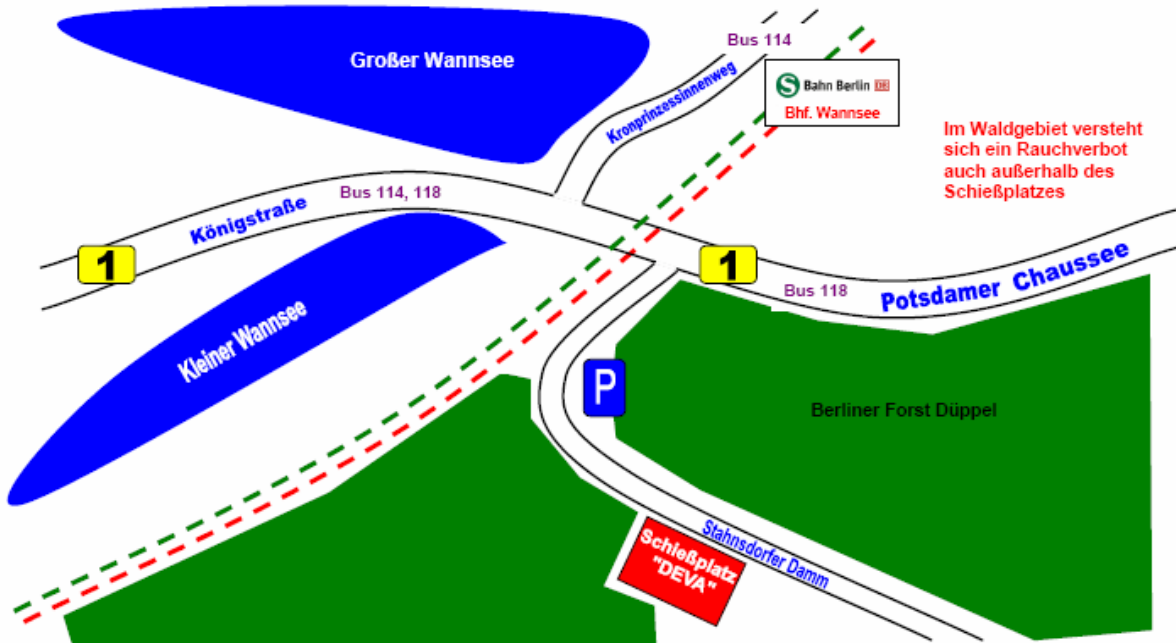 Großer Wannsee
Bus 114
Kronprinzessinnenweg
S Bahn Berlin DB
Bhf. Wannsee
Im Waldgebiet versteht
sich ein Rauchverbot
auch außerhalb des
Schießplatzes
Königstraße
Bus 114, 118
1
1
Bus 118
Potsdamer Chaussee
Kleiner Wannsee
P
Berliner Forst Düppel
Stahnsdorfer Damm
Schießplatz
"DEVA"